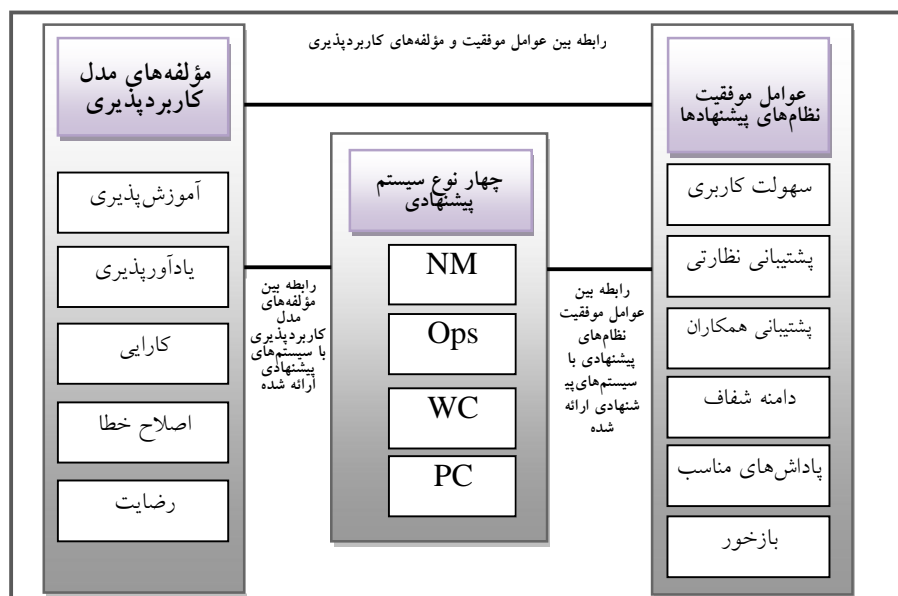 رابطه بین عوامل موفقیت و مؤلفه‌های کاربردپذیری
عوامل موفقیت
نظام‌های پیشنهادها
سهولت کاربری
پشتیبانی نظارتی
پشتیبانی همکاران
دامنه شفاف
پاداش‌های مناسب
بازخور
رابطه بین
عوامل موفقیت
نظام‌های
پیشنهادی با
سیستم‌های‌پی
شنهادی ارائه
شده
چهار نوع سیستم
پیشنهادی
NM
Ops
WC
PC
رابطه بین
مؤلفه‌های
مدل
کاربردپذیری
با سیستم‌های
پیشنهادی
ارائه شده
مؤلفه‌های مدل
کاربردپذیری
آموزش‌پذیری
یادآورپذیری
کارایی
اصلاح خطا
رضایت